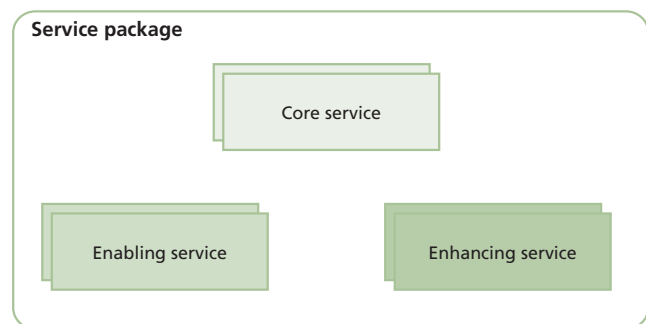 Service package
Core service
Enabling service
Enhancing service